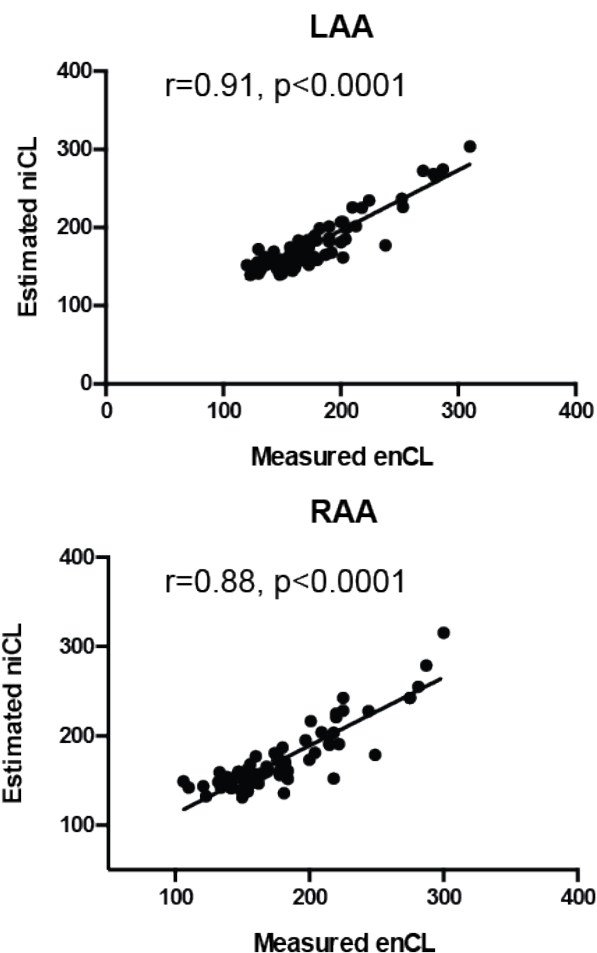 LAA
r=0.91, p<0.0001
400
300
200
100
0
Estimated niCL
0 100 200 300 400
Measured enCL
RAA
r=0.88, p<0.0001
400
300
200
100
Estimated niCL
100 200 300 400
Measured enCL